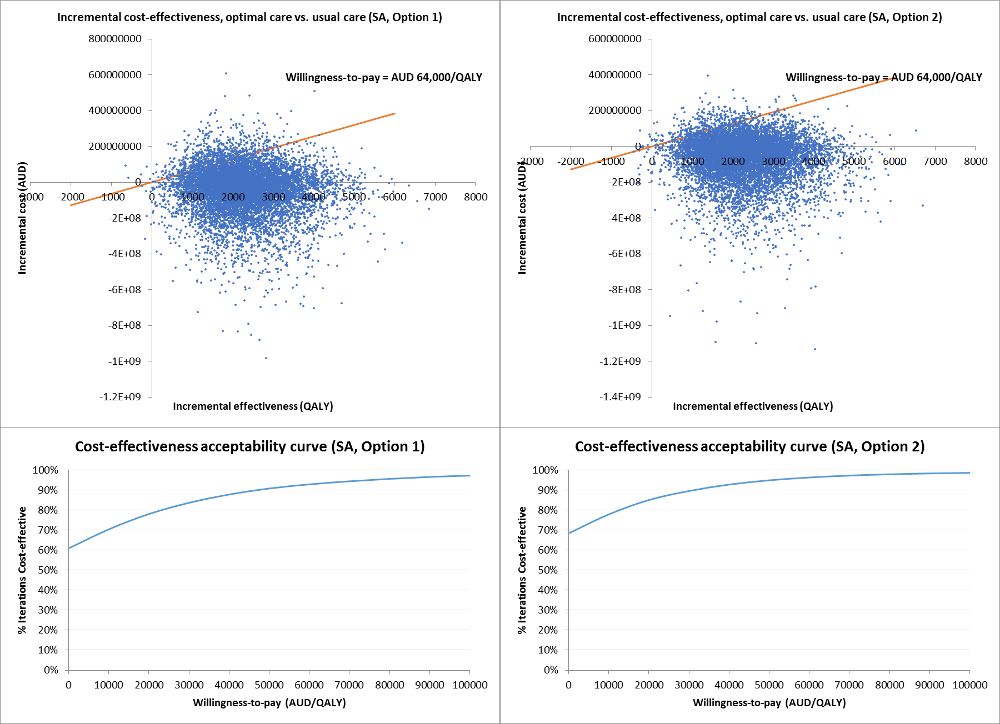 Incremental cost-effectiveness, optimal care vs. usual care (SA, Option 1)
800000000
600000000
400000000
200000000
0
-2E+08
-4E+08
-6E+08
-8E+08
-1E+09
-1.2E+09
Willingness-to-pay = AUD 64,000/QALY
-3000 -2000 -1000 0 1000 2000 3000 4000 5000 6000 7000 8000
Incremental cost (AUD)
Incremental effectiveness (QALY)
Incremental cost-effectiveness, optimal care vs. usual care (SA, Option 2)
600000000
400000000
200000000
0
-2E+08
-4E+08
-6E+08
-8E+08
-1E+09
-1.2E+09
-1.4E+09
Willingness-to-pay = AUD 64,000/QALY
-3000 -2000 -1000 0 1000 2000 3000 4000 5000 6000 7000 8000
Incremental cost (AUD)
Incremental effectiveness (QALY)
Cost-effectiveness acceptability curve (SA, Option 1)
100%
90%
80%
70%
60%
50%
40%
30%
20%
10%
0%
% Iterations Cost-effective
0 10000 20000 30000 40000 50000 60000 70000 80000 90000 100000
Willingness-to-pay (AUD/QALY)
Cost-effectiveness acceptability curve (SA, Option 2)
100%
90%
80%
70%
60%
50%
40%
30%
20%
10%
0%
% Iterations Cost-effective
0 10000 20000 30000 40000 50000 60000 70000 80000 90000 100000
Willingness-to-pay (AUD/QALY)